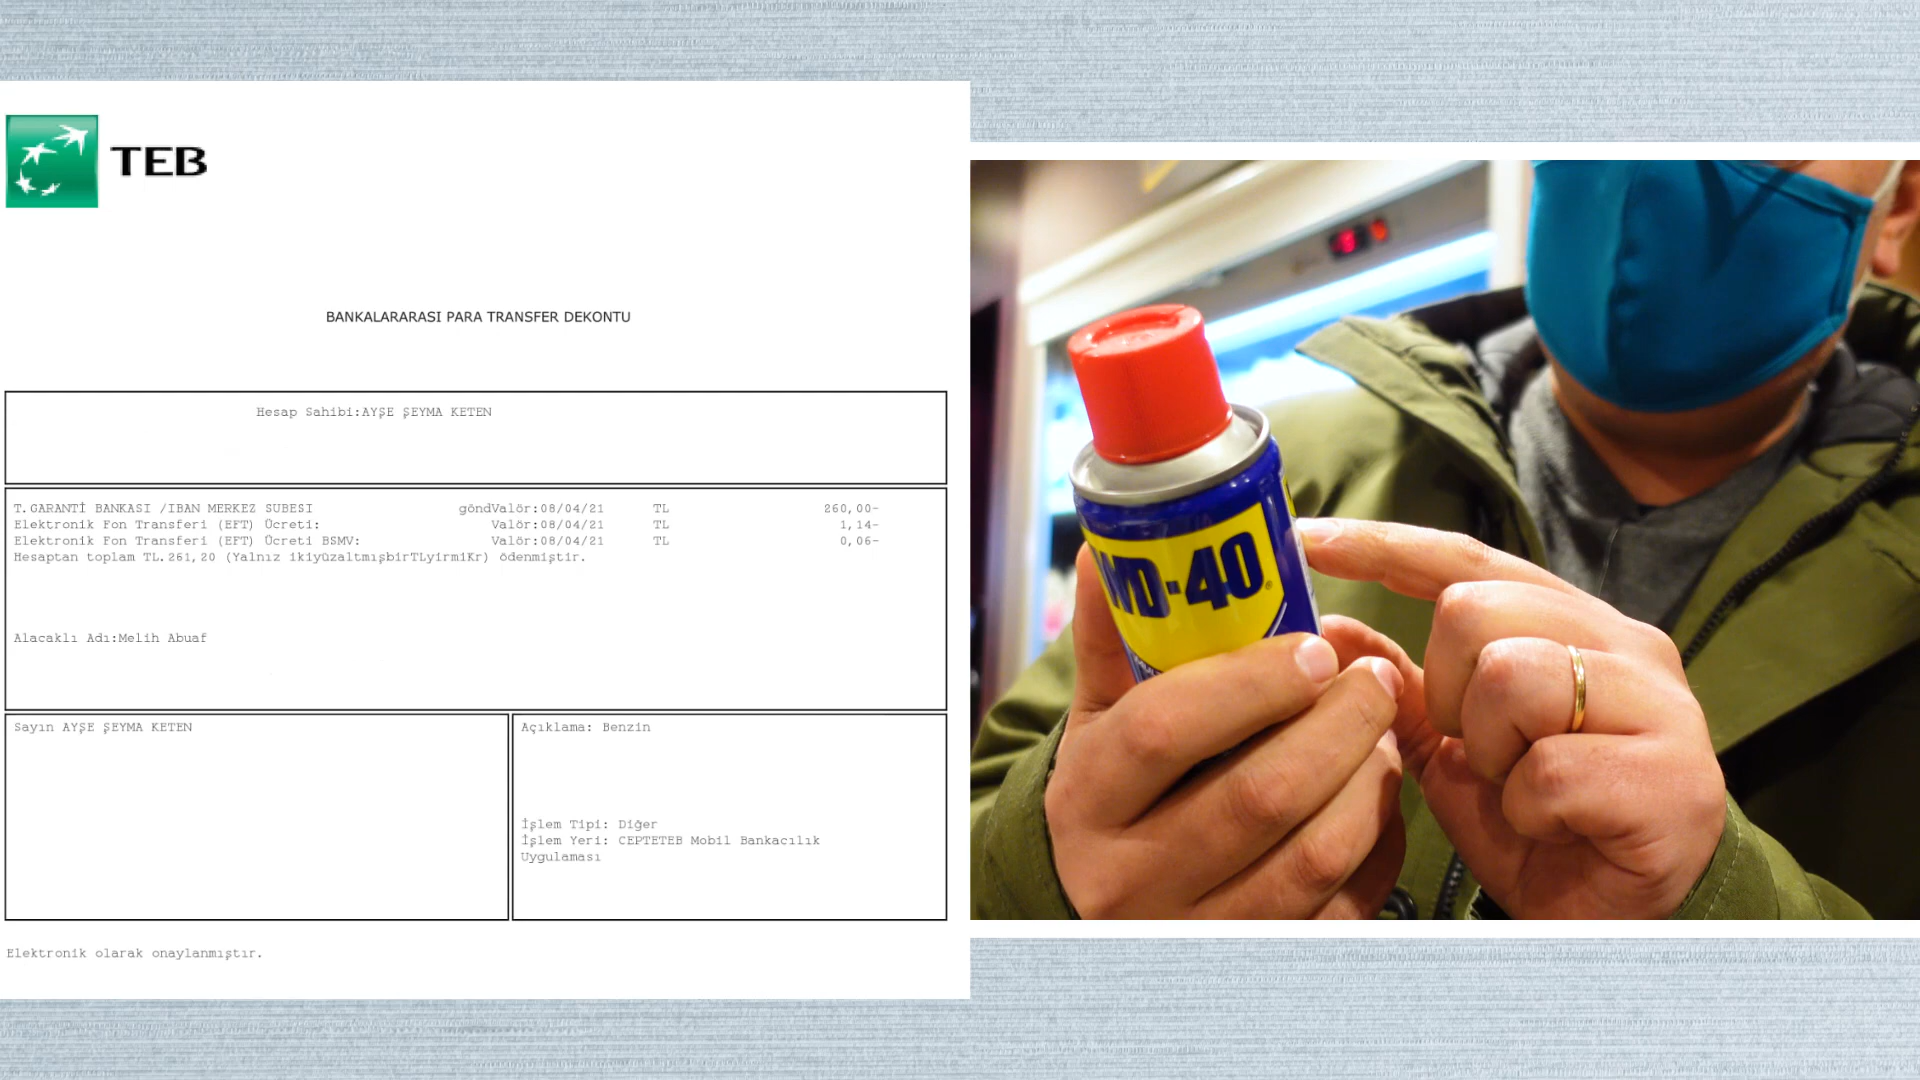 TEB
BANKALARARASI PARA TRANSFER DEKONTU
Hesap Sahibi:AYŞE ŞEYMA KETEN
T.GARANTİ BANKASI /IBAN MERKEZ SUBESI göndValör:08/04/21 TL 260,00-
Elektronik Fon Transferi (EFT) Ücreti: Valör:08/04/21 TL 1,14-
Elektronik Fon Transferi (EFT) Ücreti BSMV: Valör:08/04/21 TL 0,06-
Hesaptan toplam TL.261,20 (Yalnız ikiyüzaltmışbirTLyirmiKr) ödenmiştir.
Alacaklı Adı:Melih Abuaf
Sayın AYŞE ŞEYMA KETEN
Açıklama: Benzin
İşlem Tipi: Diğer
İşlem Yeri: CEPTETEB Mobil Bankacılık
Uygulaması
Elektronik olarak onaylanmıştır.
WD-40®